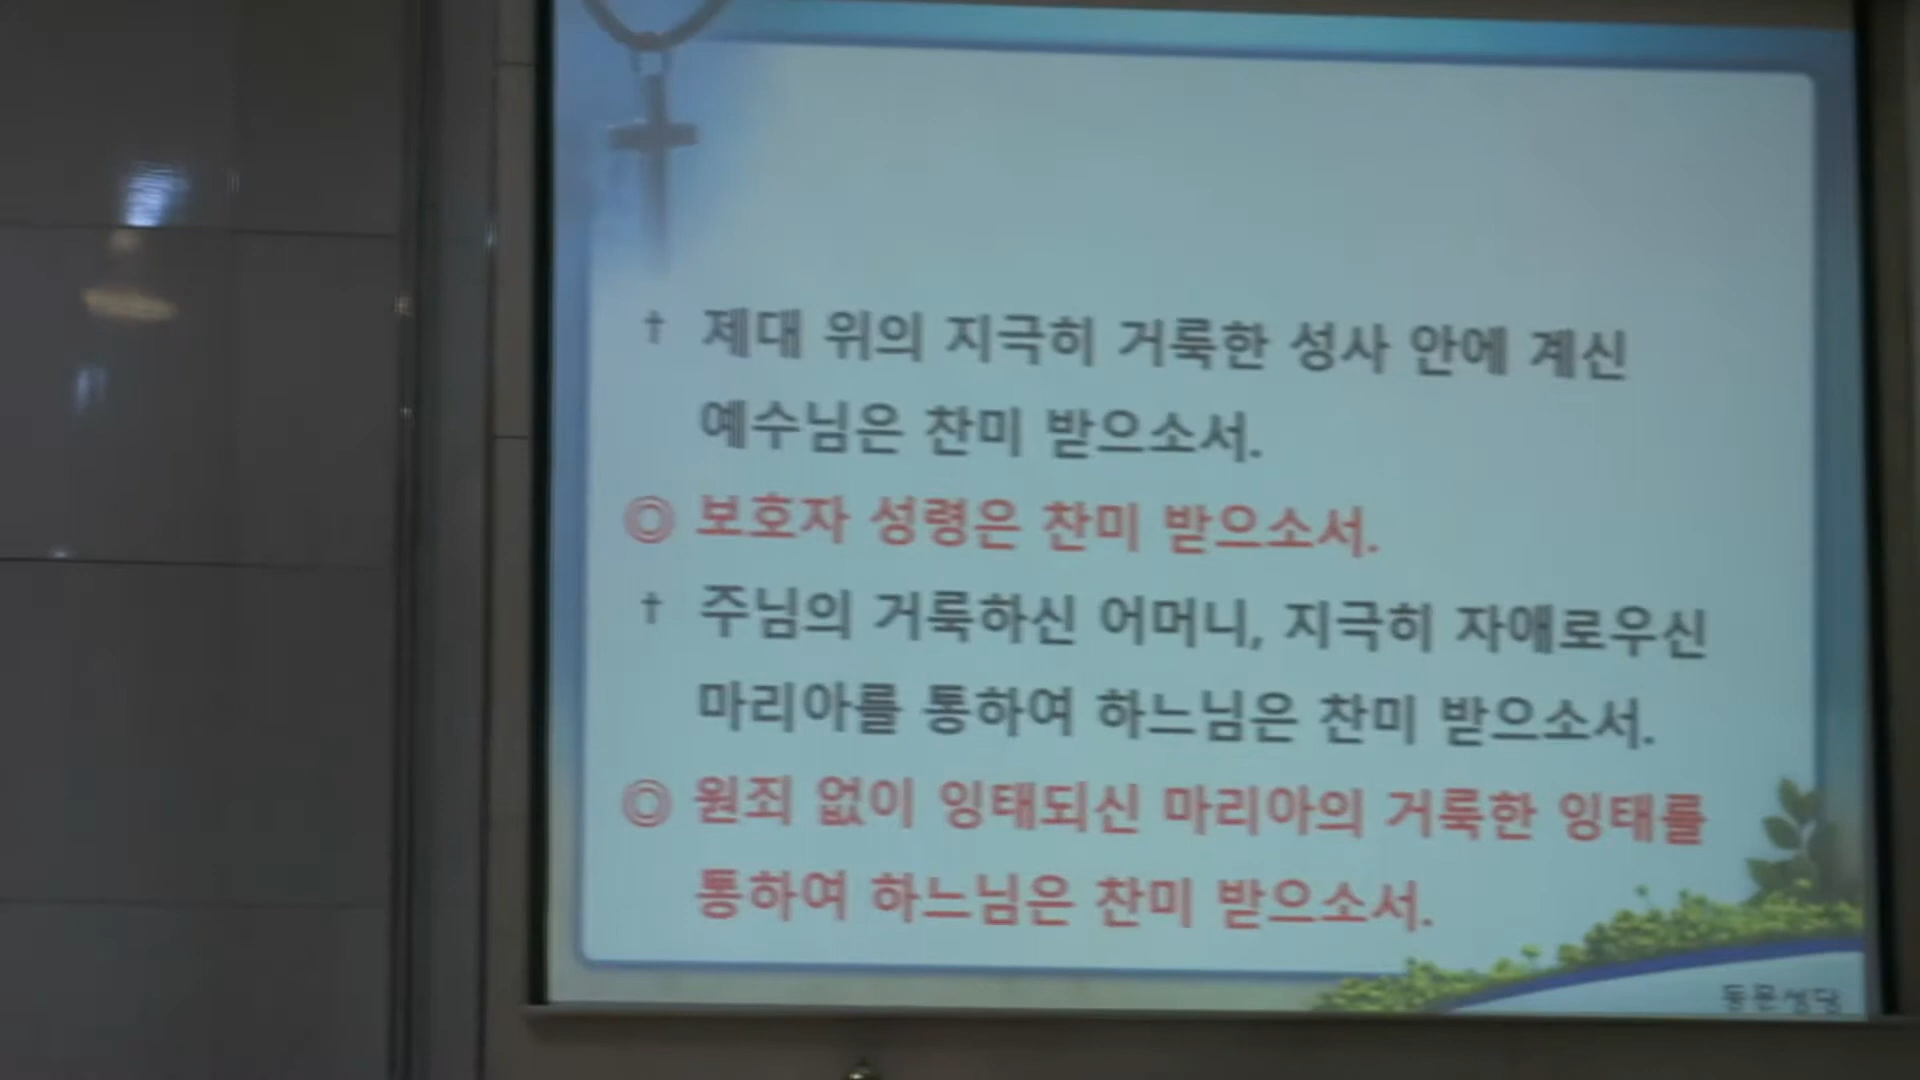 † 제대 위의 지극히 거룩한 성사 안에 계신
예수님은 찬미 받으소서.
◎ 보호자 성령은 찬미 받으소서.
† 주님의 거룩하신 어머니, 지극히 자애로우신
마리아를 통하여 하느님은 찬미 받으소서.
◎ 원죄 없이 잉태되신 마리아의 거룩한 잉태를
통하여 하느님은 찬미 받으소서.
동문성당